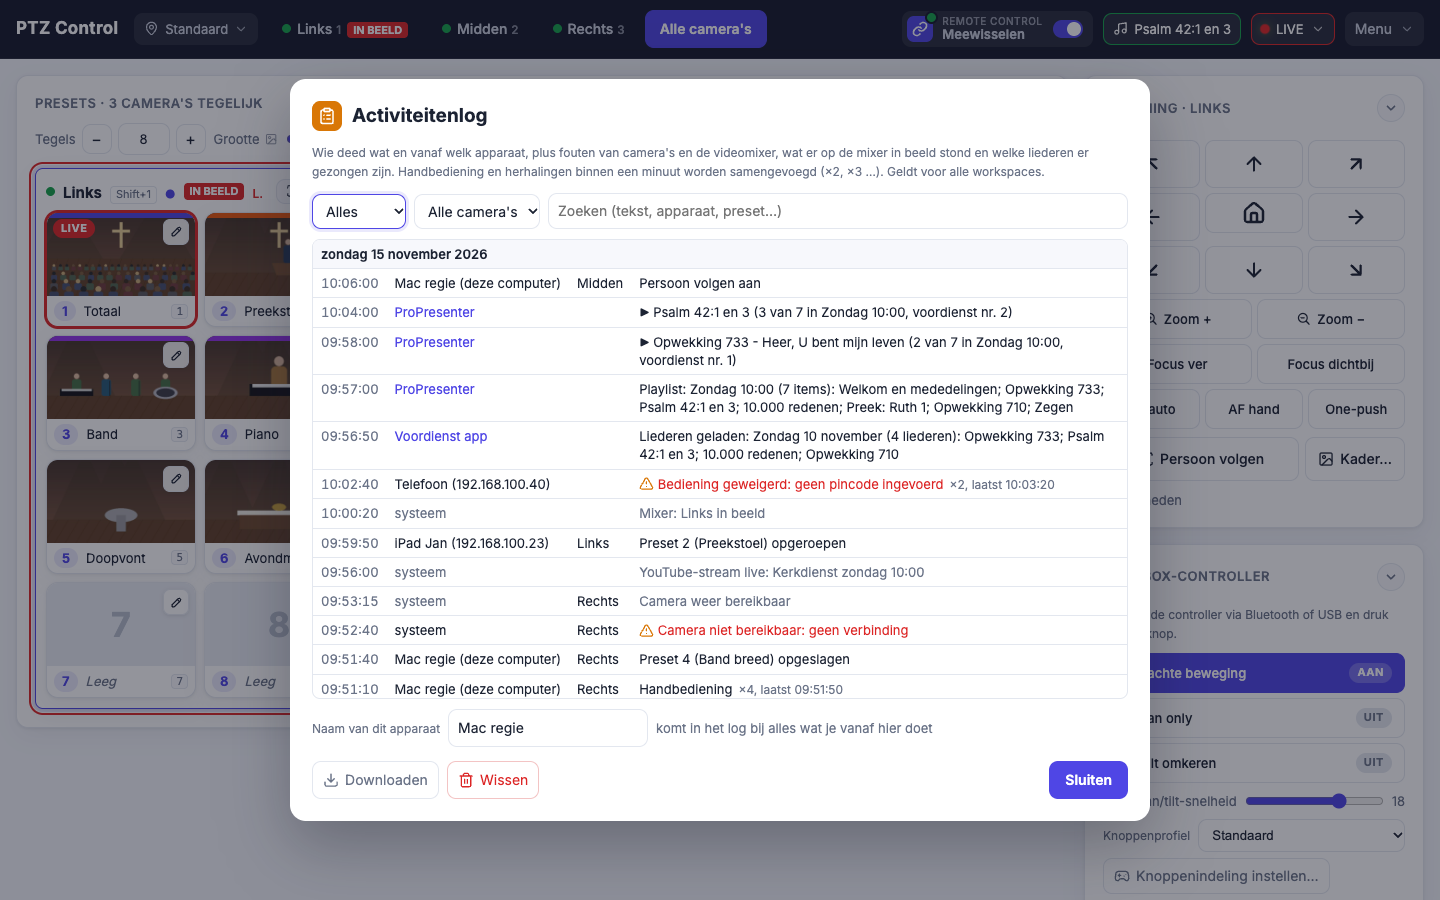 PTZ Control
Standaard
Links 1 IN BEELD
Midden 2
Rechts 3
Alle camera's
REMOTE CONTROL
Meewisselen
Psalm 42:1 en 3
LIVE
Menu
PRESETS · 3 CAMERA'S TEGELIJK
Tegels − 8 + Grootte
Links Shift+1 IN BEELD L.
LIVE
1 Totaal 1
2 Preekst
3 Band 3
4 Piano
5 Doopvont 5
6 Avondm
7
8
7 Leeg 7
8 Leeg
Activiteitenlog
Wie deed wat en vanaf welk apparaat, plus fouten van camera's en de videomixer, wat er op de mixer in beeld stond en welke liederen er
gezongen zijn. Handbediening en herhalingen binnen een minuut worden samengevoegd (×2, ×3 ...). Geldt voor alle workspaces.
Alles
Alle camera's
Zoeken (tekst, apparaat, preset...)
zondag 15 november 2026
10:06:00 Mac regie (deze computer) Midden Persoon volgen aan
10:04:00 ProPresenter ► Psalm 42:1 en 3 (3 van 7 in Zondag 10:00, voordienst nr. 2)
09:58:00 ProPresenter ► Opwekking 733 - Heer, U bent mijn leven (2 van 7 in Zondag 10:00,
voordienst nr. 1)
09:57:00 ProPresenter Playlist: Zondag 10:00 (7 items): Welkom en mededelingen; Opwekking 733;
Psalm 42:1 en 3; 10.000 redenen; Preek: Ruth 1; Opwekking 710; Zegen
09:56:50 Voordienst app Liederen geladen: Zondag 10 november (4 liederen): Opwekking 733; Psalm
42:1 en 3; 10.000 redenen; Opwekking 710
10:02:40 Telefoon (192.168.100.40) Bediening geweigerd: geen pincode ingevoerd ×2, laatst 10:03:20
10:00:20 systeem Mixer: Links in beeld
09:59:50 iPad Jan (192.168.100.23) Links Preset 2 (Preekstoel) opgeroepen
09:56:00 systeem YouTube-stream live: Kerkdienst zondag 10:00
09:53:15 systeem Rechts Camera weer bereikbaar
09:52:40 systeem Rechts Camera niet bereikbaar: geen verbinding
09:51:40 Mac regie (deze computer) Rechts Preset 4 (Band breed) opgeslagen
09:51:10 Mac regie (deze computer) Rechts Handbediening ×4, laatst 09:51:50
Naam van dit apparaat Mac regie komt in het log bij alles wat je vanaf hier doet
Downloaden
Wissen
Sluiten
ING · LINKS
Zoom +
Zoom −
Focus ver
Focus dichtbij
auto
AF hand
One-push
Persoon volgen
Kader...
eden
OX-CONTROLLER
de controller via Bluetooth of USB en druk
knop.
achte beweging AAN
an only UIT
lt omkeren UIT
an/tilt-snelheid 18
Knoppenprofiel Standaard
Knoppenindeling instellen...